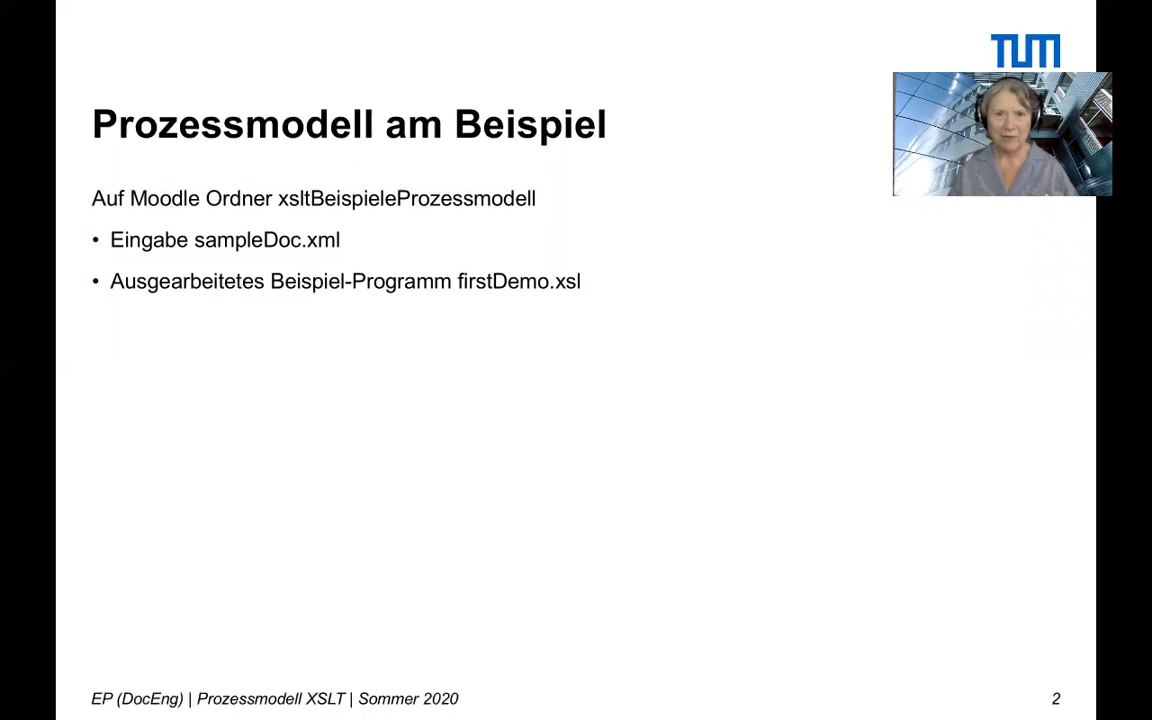 TUM
Prozessmodell am Beispiel
Auf Moodle Ordner xsltBeispieleProzessmodell
• Eingabe sampleDoc.xml
• Ausgearbeitetes Beispiel-Programm firstDemo.xsl
EP (DocEng) | Prozessmodell XSLT | Sommer 2020
2